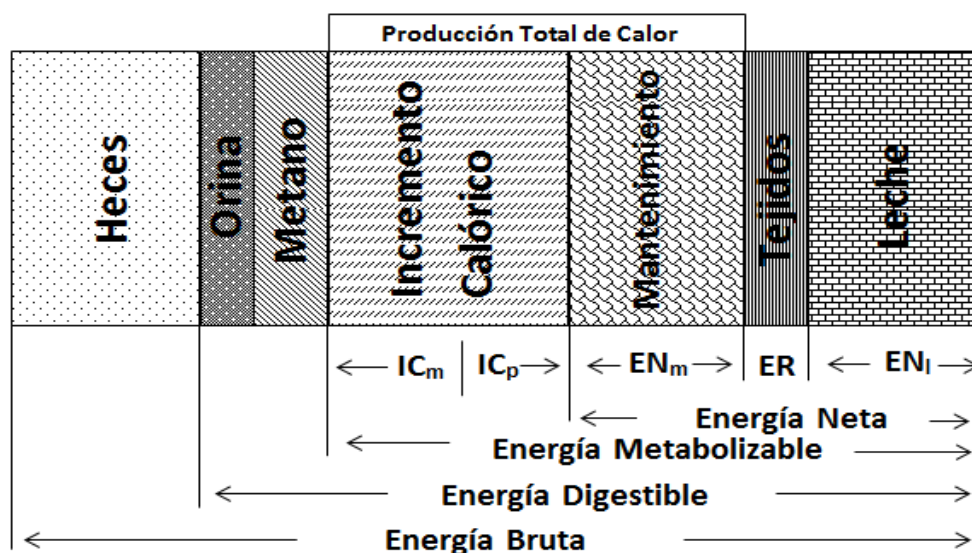 Producción Total de Calor
Heces
Orina
Metano
Incremento
Calórico
Mantenimiento
Tejidos
Leche
ICm ICp ENm ER ENl
Energía Neta
Energía Metabolizable
Energía Digestible
Energía Bruta